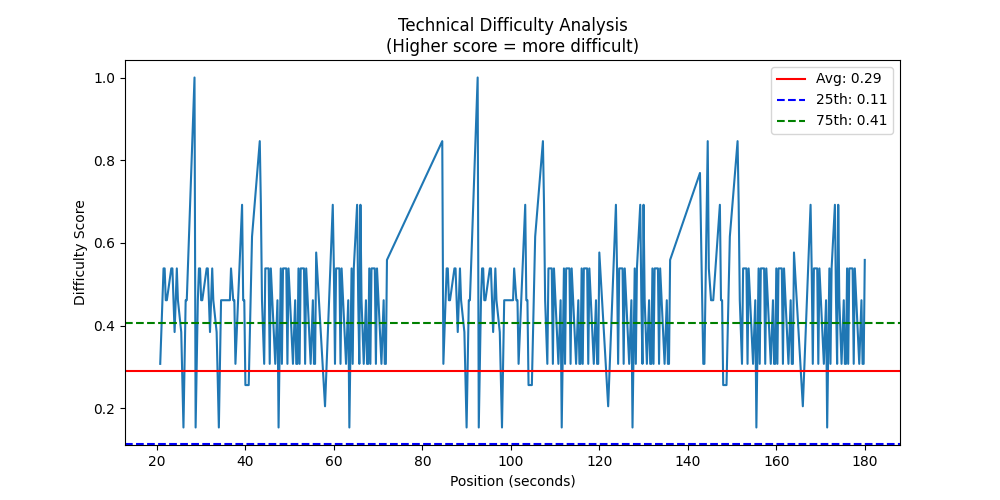 Technical Difficulty Analysis
(Higher score = more difficult)
Avg: 0.29
25th: 0.11
75th: 0.41
Difficulty Score
1.0
0.8
0.6
0.4
0.2
20
40
60
80
100
120
140
160
180
Position (seconds)